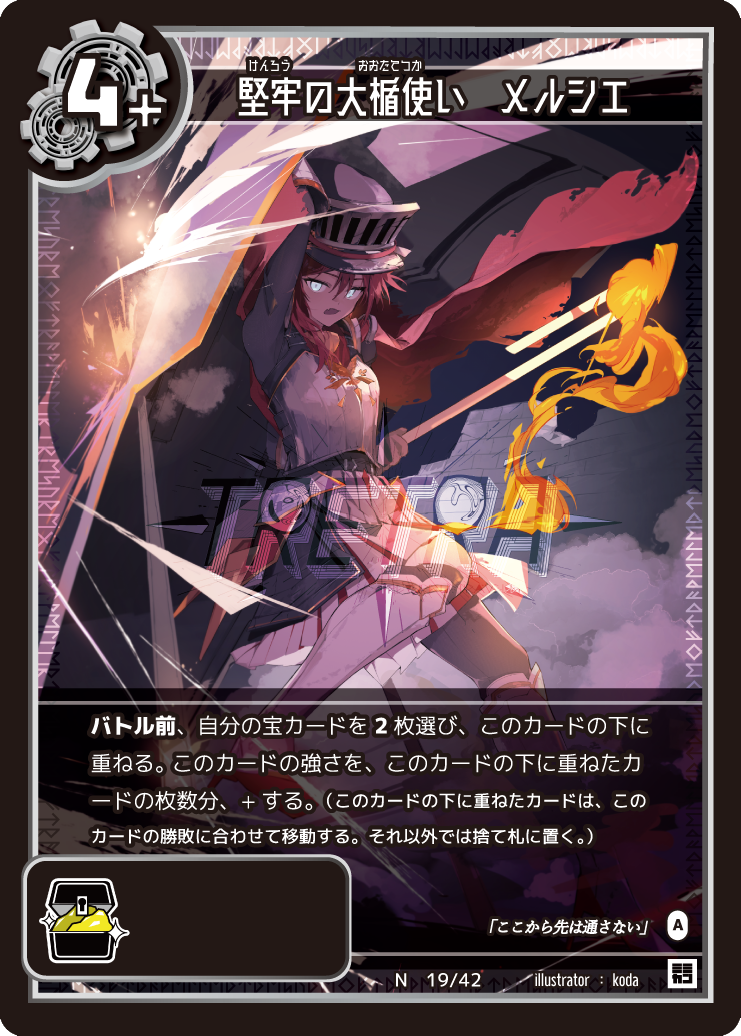 4+
けんろう おおたてつか
堅牢の大楯使い メルシエ
TRETRA
バトル前、自分の宝カードを2枚選び、このカードの下に
重ねる。このカードの強さを、このカードの下に重ねたカ
ードの枚数分、+する。(このカードの下に重ねたカードは、この
カードの勝敗に合わせて移動する。それ以外では捨て札に置く。)
「ここから先は通さない」 A
N 19/42 illustrator : koda